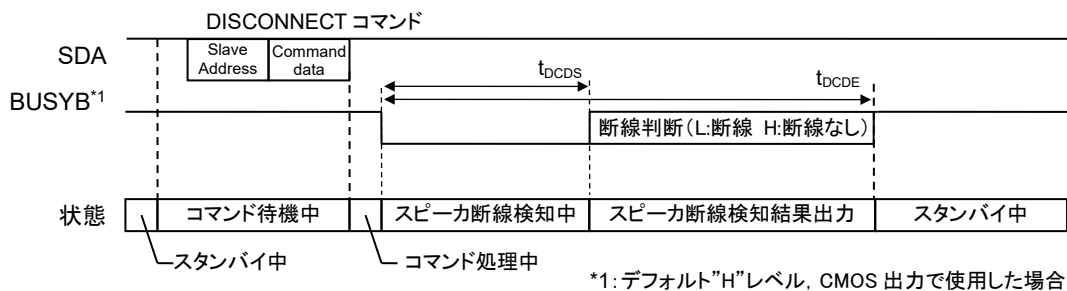 DISCONNECT コマンド
SDA
Slave Address
Command data
tDCDS
tDCDE
BUSYB*1
断線判断(L:断線 H:断線なし)
状態
コマンド待機中
スピーカ断線検知中
スピーカ断線検知結果出力
スタンバイ中
スタンバイ中
コマンド処理中
*1:デフォルト”H”レベル, CMOS 出力で使用した場合